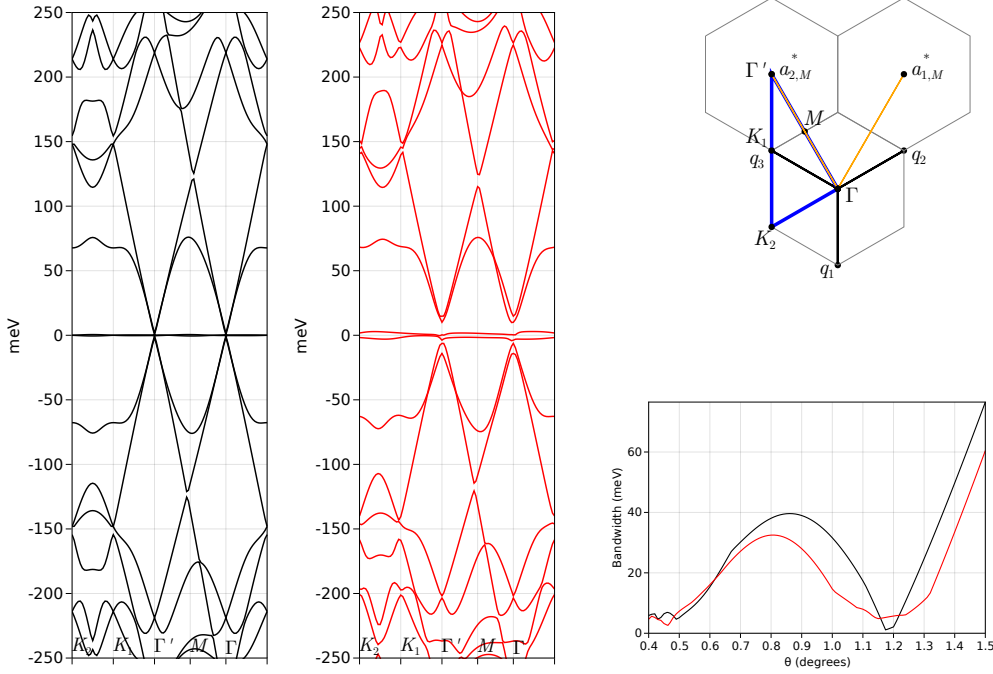 250
200
150
100
50
0
-50
-100
-150
-200
-250
meV
K₂ K₁ Γ' M Γ
250
200
150
100
50
0
-50
-100
-150
-200
-250
meV
K₂ K₁ Γ' M Γ
Γ' a*₂,M a*₁,M
M
K₁
q₃ q₂
Γ
K₂
q₁
60
40
20
0
Bandwidth (meV)
0.4 0.5 0.6 0.7 0.8 0.9 1.0 1.1 1.2 1.3 1.4 1.5
θ (degrees)